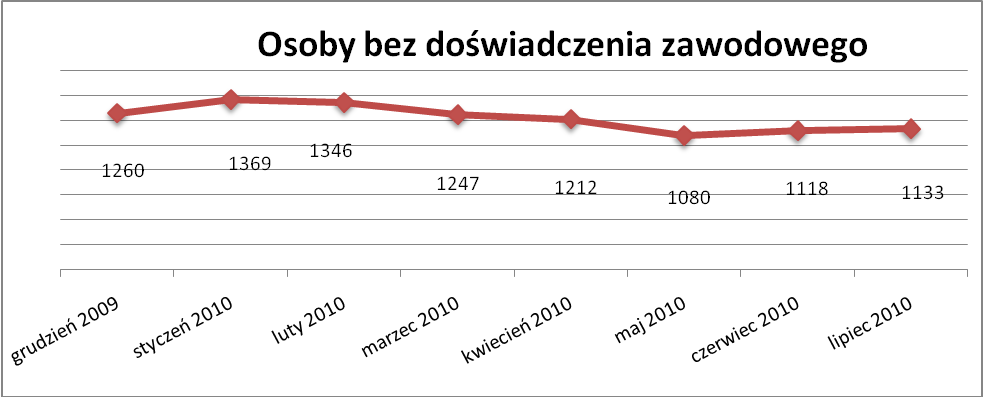 Osoby bez doświadczenia zawodowego
1260
1369
1346
1247
1212
1080
1118
1133
grudzień 2009
styczeń 2010
luty 2010
marzec 2010
kwiecień 2010
maj 2010
czerwiec 2010
lipiec 2010